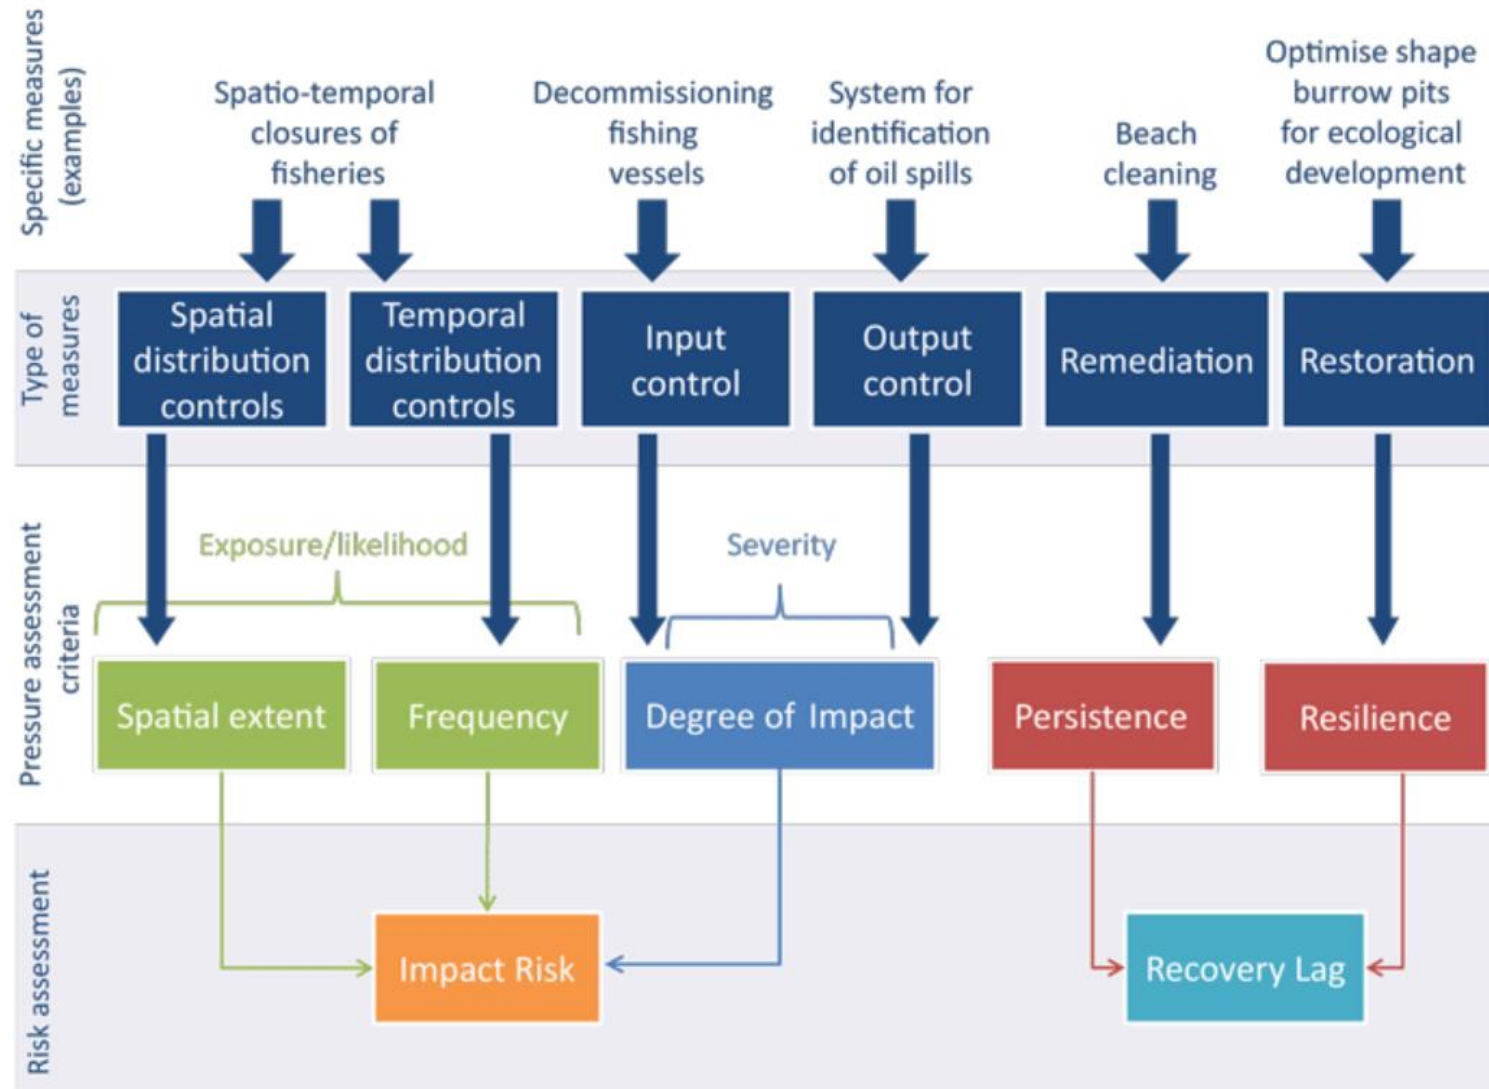 Specific measures
(examples)
Spatio-temporal
closures of
fisheries
Decommissioning
fishing
vessels
System for
identification
of oil spills
Beach
cleaning
Optimise shape
burrow pits
for ecological
development
Type of
measures
Spatial
distribution
controls
Temporal
distribution
controls
Input
control
Output
control
Remediation
Restoration
Pressure assessment
criteria
Exposure/likelihood
Severity
Spatial extent
Frequency
Degree of Impact
Persistence
Resilience
Risk assessment
Impact Risk
Recovery Lag